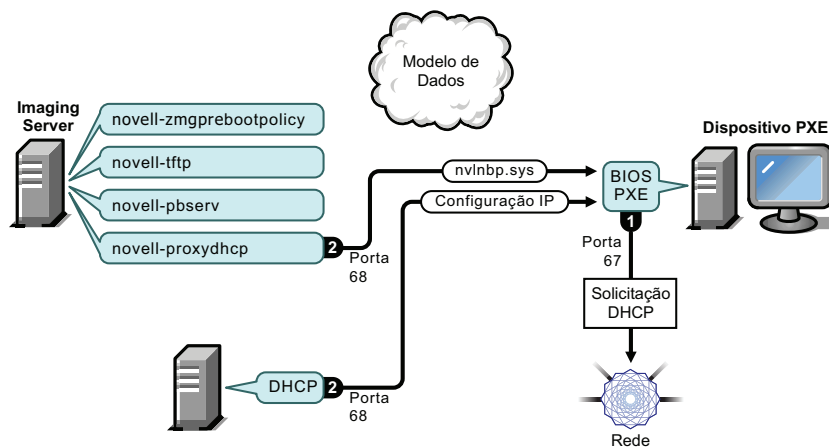 Modelo de
Dados
Imaging
Server
novell-zmgprebootpolicy
novell-tftp
novell-pbserv
novell-proxydhcp
2
Porta
68
nvlnbp.sys
Configuração IP
BIOS
PXE
1
Porta
67
Dispositivo PXE
Solicitação
DHCP
DHCP
2
Porta
68
Rede